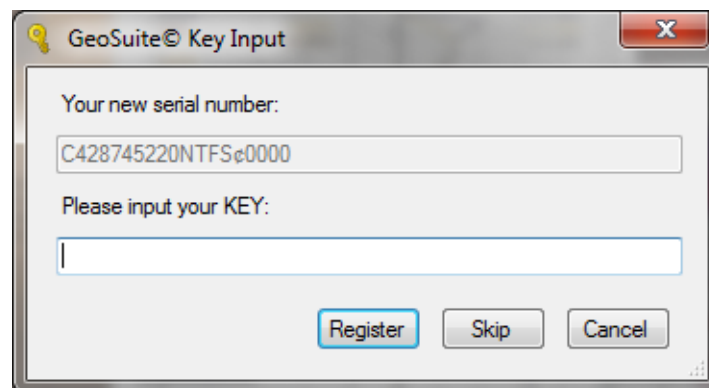 GeoSuite© Key Input
Your new serial number:
C428745220NTFS¢0000
Please input your KEY:
Register Skip Cancel